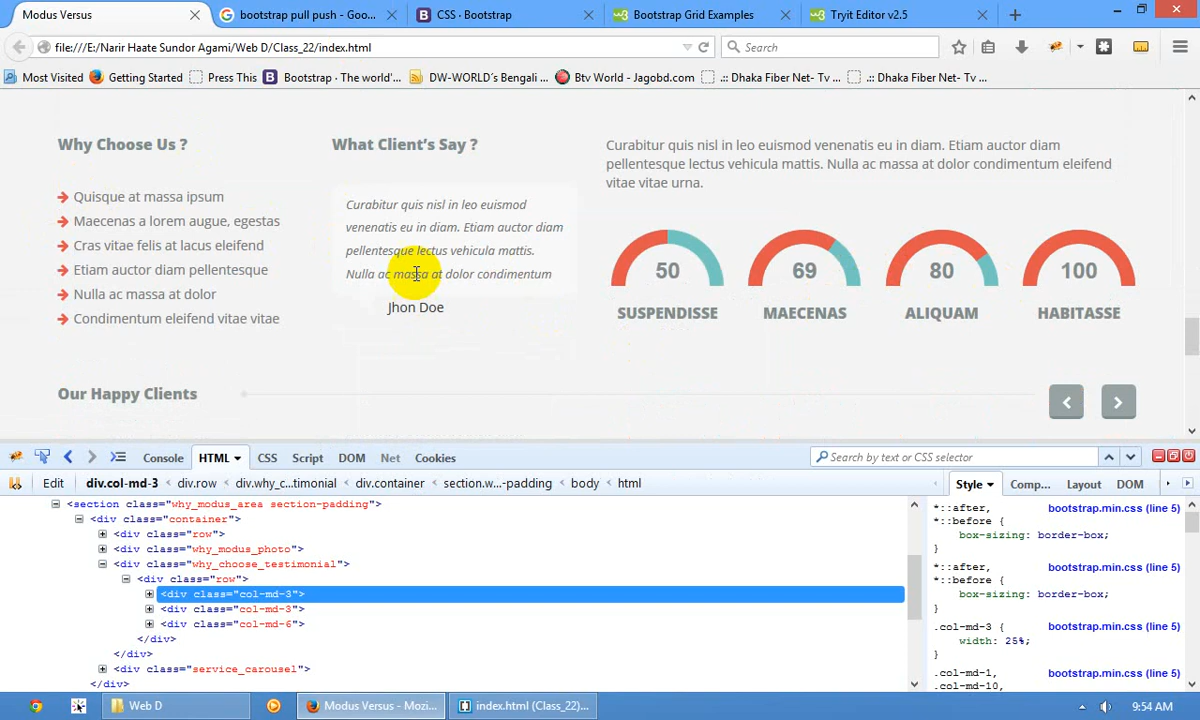 Modus Versus
bootstrap pull push - Goo...
CSS · Bootstrap
Bootstrap Grid Examples
Tryit Editor v2.5
file:///E:/Narir Haate Sundor Agami/Web D/Class_22/index.html
Search
Most Visited
Getting Started
Press This
Bootstrap · The world'...
DW-WORLD´s Bengali ...
Btv World - Jagobd.com
.:: Dhaka Fiber Net- Tv ...
.:: Dhaka Fiber Net- Tv ...
Why Choose Us ?
Quisque at massa ipsum
Maecenas a lorem augue, egestas
Cras vitae felis at lacus eleifend
Etiam auctor diam pellentesque
Nulla ac massa at dolor
Condimentum eleifend vitae vitae
What Client’s Say ?
Curabitur quis nisl in leo euismod
venenatis eu in diam. Etiam auctor diam
pellentesque lectus vehicula mattis.
Nulla ac massa at dolor condimentum
Jhon Doe
Curabitur quis nisl in leo euismod venenatis eu in diam. Etiam auctor diam
pellentesque lectus vehicula mattis. Nulla ac massa at dolor condimentum eleifend
vitae vitae urna.
50
69
80
100
SUSPENDISSE
MAECENAS
ALIQUAM
HABITASSE
Our Happy Clients
Console
HTML
CSS
Script
DOM
Net
Cookies
Search by text or CSS selector
Edit
div.col-md-3
div.row
div.why_c...timonial
div.container
section.w...-padding
body
html
Style
Comp...
Layout
DOM
<section class="why_modus_area section-padding">
<div class="container">
<div class="row">
<div class="why_modus_photo">
<div class="why_choose_testimonial">
<div class="row">
<div class="col-md-3">
<div class="col-md-3">
<div class="col-md-6">
</div>
</div>
<div class="service_carousel">
</div>
*::after, bootstrap.min.css (line 5)
*::before {
box-sizing: border-box;
}
*::after, bootstrap.min.css (line 5)
*::before {
box-sizing: border-box;
}
.col-md-3 { bootstrap.min.css (line 5)
width: 25%;
}
.col-md-1, bootstrap.min.css (line 5)
.col-md-10,
Web D
Modus Versus - Mozi...
index.html (Class_22)...
9:54 AM